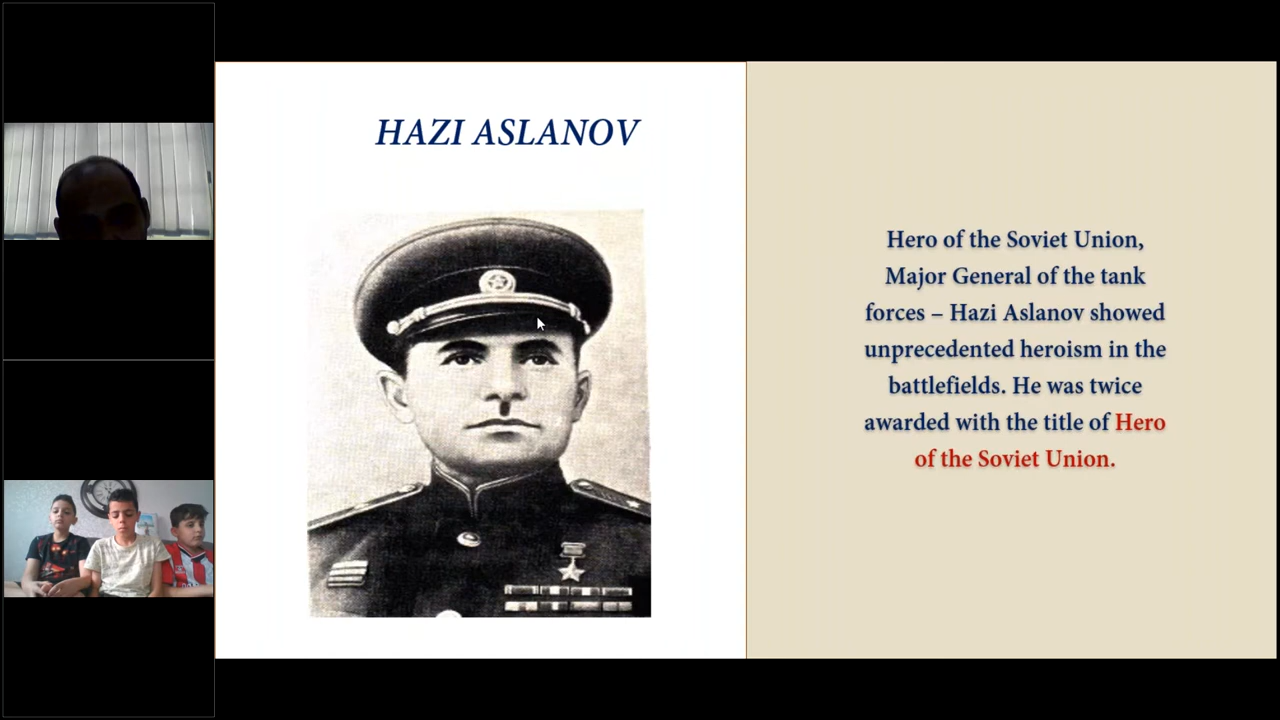 HAZI ASLANOV
Hero of the Soviet Union,
Major General of the tank
forces – Hazi Aslanov showed
unprecedented heroism in the
battlefields. He was twice
awarded with the title of Hero
of the Soviet Union.